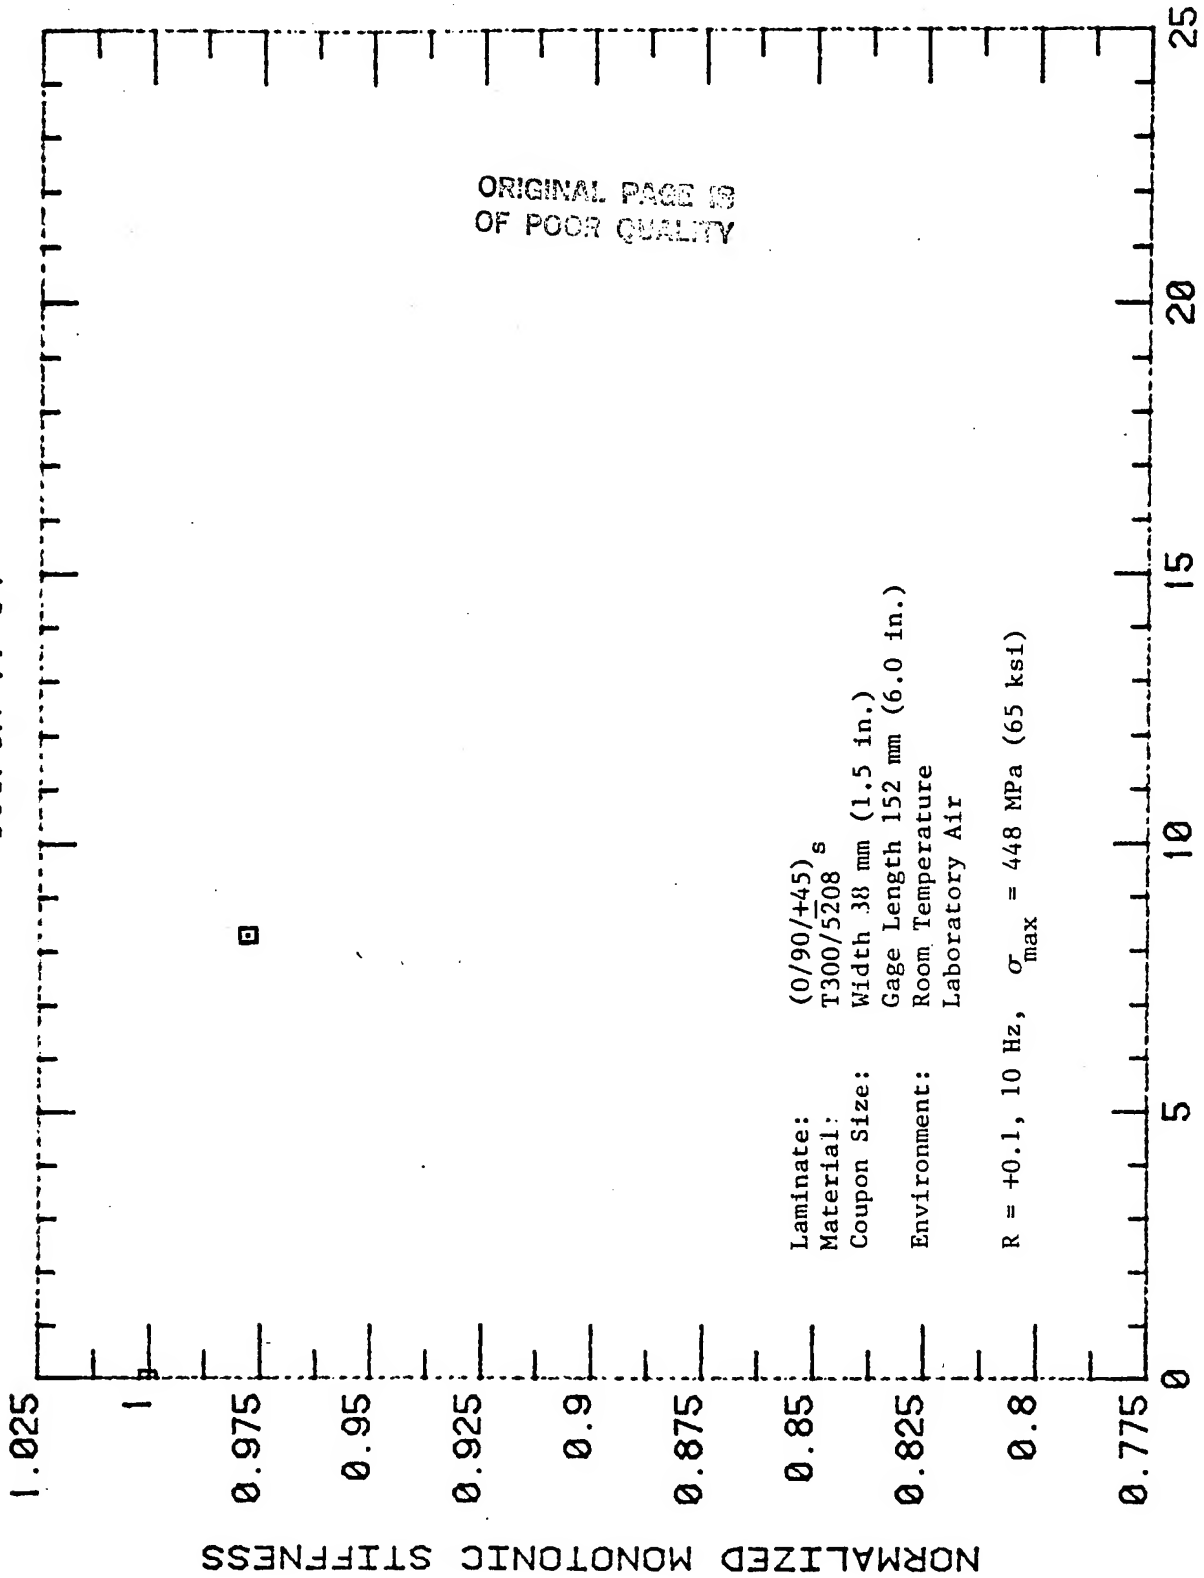 1.025
1
0.975
0.95
0.925
0.9
0.875
0.85
0.825
0.8
0.775
NORMALIZED MONOTONIC STIFFNESS
ORIGINAL PAGE IS
OF POOR QUALITY
Laminate: (0/90/±45)s
Material: T300/5208
Coupon Size: Width 38 mm (1.5 in.)
Gage Length 152 mm (6.0 in.)
Environment: Room Temperature
Laboratory Air
R = +0.1, 10 Hz, σmax = 448 MPa (65 ksi)
0 5 10 15 20 25